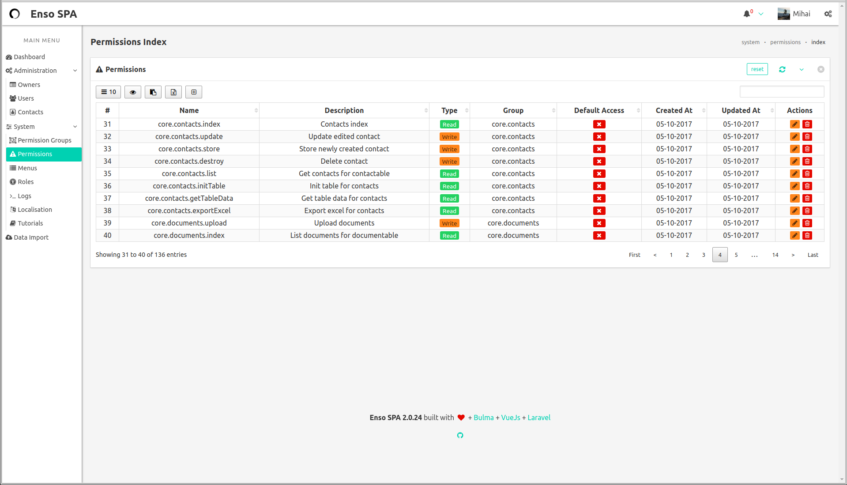 Enso SPA
0
Mihai
MAIN MENU
Dashboard
Administration
Owners
Users
Contacts
System
Permission Groups
Permissions
Menus
Roles
Logs
Localisation
Tutorials
Data Import
Permissions Index
system - permissions - index
Permissions
reset
10
# Name Description Type Group Default Access Created At Updated At Actions
31 core.contacts.index Contacts index Read core.contacts 05-10-2017 05-10-2017
32 core.contacts.update Update edited contact Write core.contacts 05-10-2017 05-10-2017
33 core.contacts.store Store newly created contact Write core.contacts 05-10-2017 05-10-2017
34 core.contacts.destroy Delete contact Write core.contacts 05-10-2017 05-10-2017
35 core.contacts.list Get contacts for contactable Read core.contacts 05-10-2017 05-10-2017
36 core.contacts.initTable Init table for contacts Read core.contacts 05-10-2017 05-10-2017
37 core.contacts.getTableData Get table data for contacts Read core.contacts 05-10-2017 05-10-2017
38 core.contacts.exportExcel Export excel for contacts Read core.contacts 05-10-2017 05-10-2017
39 core.documents.upload Upload documents Write core.documents 05-10-2017 05-10-2017
40 core.documents.index List documents for documentable Read core.documents 05-10-2017 05-10-2017
Showing 31 to 40 of 136 entries
First « 1 2 3 4 5 ... 14 » Last
Enso SPA 2.0.24 built with ❤ + Bulma + VueJs + Laravel